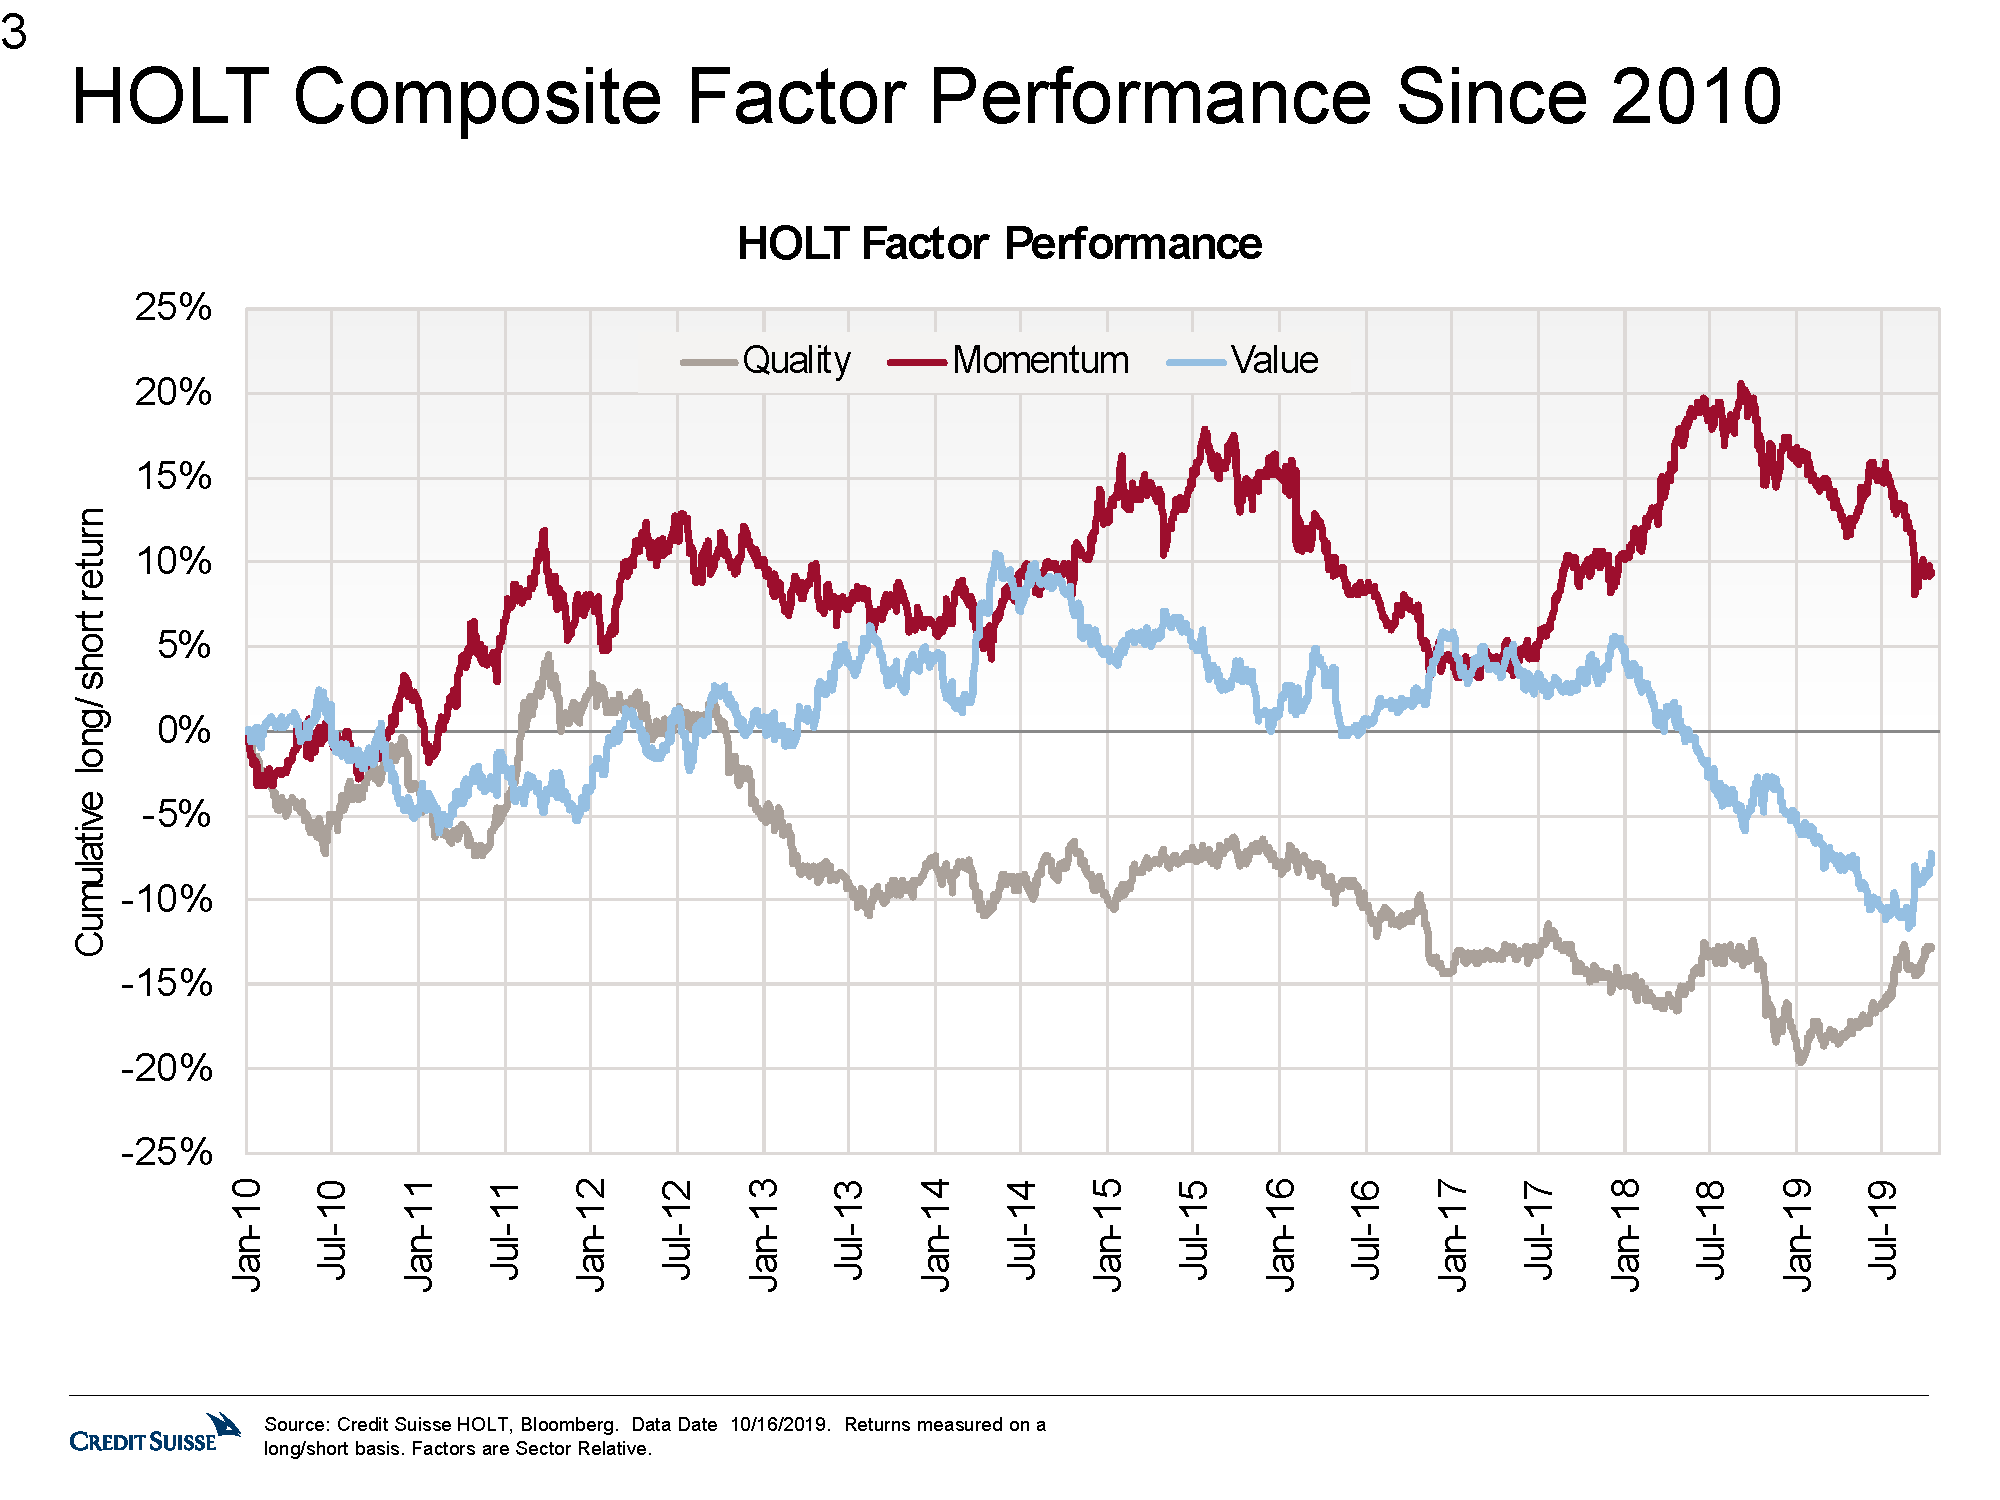 3
HOLT Composite Factor Performance Since 2010
HOLT Factor Performance
Quality Momentum Value
Cumulative long/ short return
25%
20%
15%
10%
5%
0%
-5%
-10%
-15%
-20%
-25%
Jan-10
Jul-10
Jan-11
Jul-11
Jan-12
Jul-12
Jan-13
Jul-13
Jan-14
Jul-14
Jan-15
Jul-15
Jan-16
Jul-16
Jan-17
Jul-17
Jan-18
Jul-18
Jan-19
Jul-19
CREDIT SUISSE
Source: Credit Suisse HOLT, Bloomberg. Data Date 10/16/2019. Returns measured on a
long/short basis. Factors are Sector Relative.